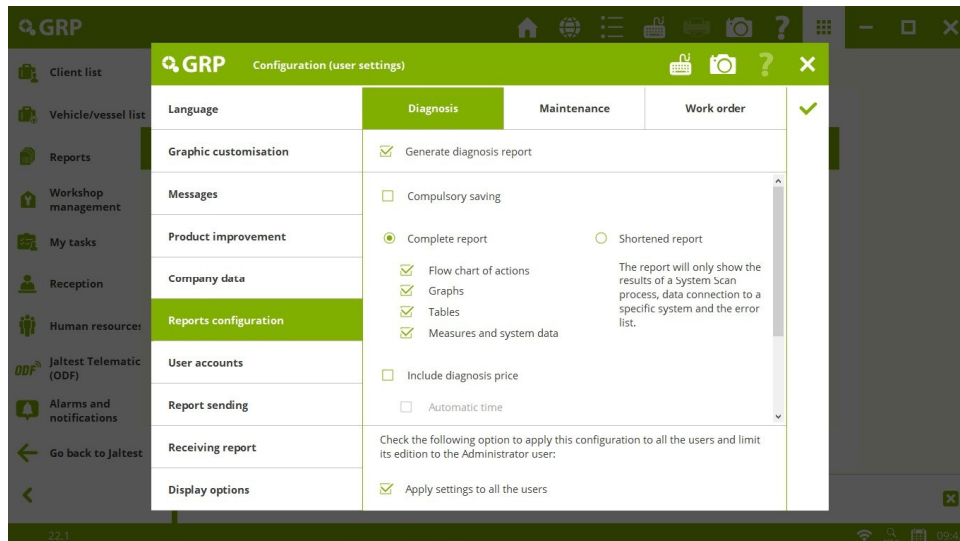 GRP
Client list
Vehicle/vessel list
Reports
Workshop
management
My tasks
Reception
Human resources
ODF
Jaltest Telematic
(ODF)
Alarms and
notifications
Go back to Jaltest
22.1
GRP
Configuration (user settings)
Language
Graphic customisation
Messages
Product improvement
Company data
Reports configuration
User accounts
Report sending
Receiving report
Display options
Diagnosis
Maintenance
Work order
Generate diagnosis report
Compulsory saving
Complete report
Flow chart of actions
Graphs
Tables
Measures and system data
Shortened report
The report will only show the
results of a System Scan
process, data connection to a
specific system and the error
list.
Include diagnosis price
Automatic time
Check the following option to apply this configuration to all the users and limit
its edition to the Administrator user:
Apply settings to all the users